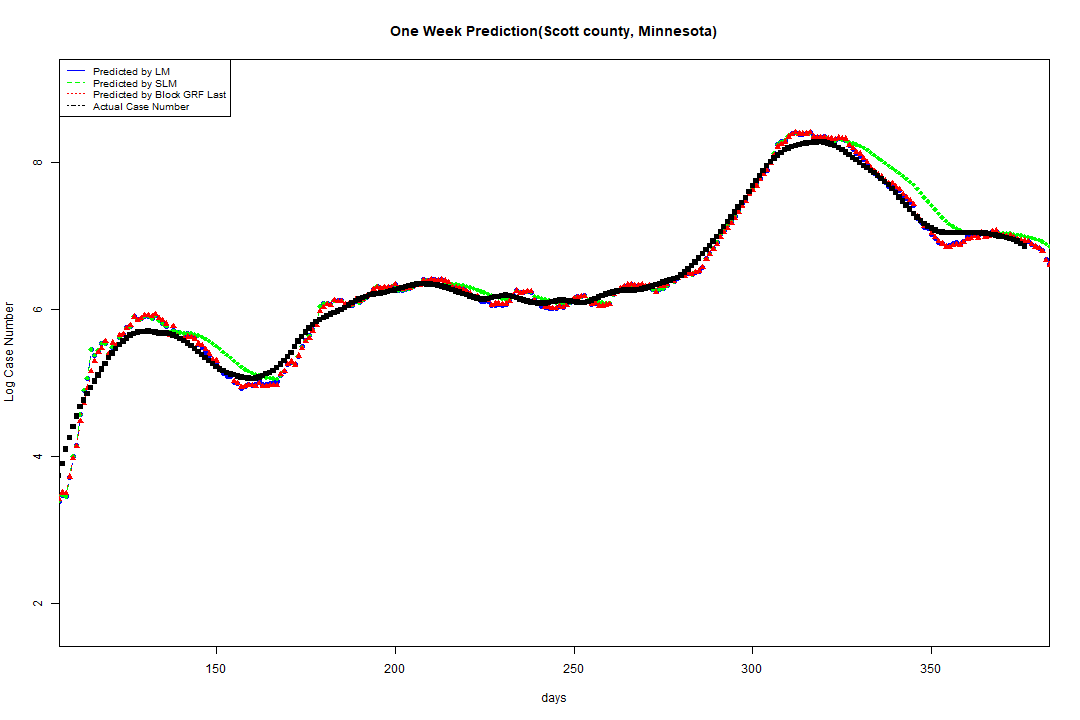 One Week Prediction(Scott county, Minnesota)
Predicted by LM
Predicted by SLM
Predicted by Block GRF Last
Actual Case Number
Log Case Number
8
6
4
2
150 200 250 300 350
days